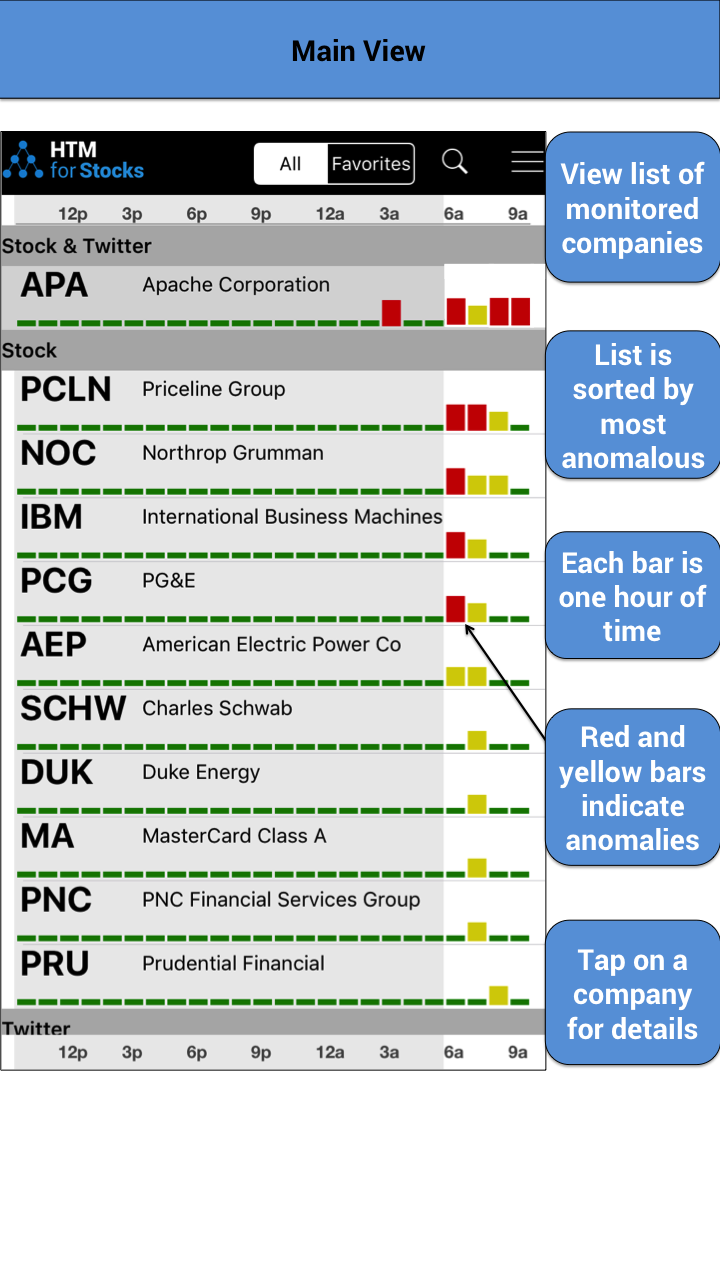 Main View
HTM
for Stocks
All
Favorites
12p 3p 6p 9p 12a 3a 6a 9a
Stock & Twitter
APA Apache Corporation
Stock
PCLN Priceline Group
NOC Northrop Grumman
IBM International Business Machines
PCG PG&E
AEP American Electric Power Co
SCHW Charles Schwab
DUK Duke Energy
MA MasterCard Class A
PNC PNC Financial Services Group
PRU Prudential Financial
Twitter
12p 3p 6p 9p 12a 3a 6a 9a
View list of
monitored
companies
List is
sorted by
most
anomalous
Each bar is
one hour of
time
Red and
yellow bars
indicate
anomalies
Tap on a
company
for details